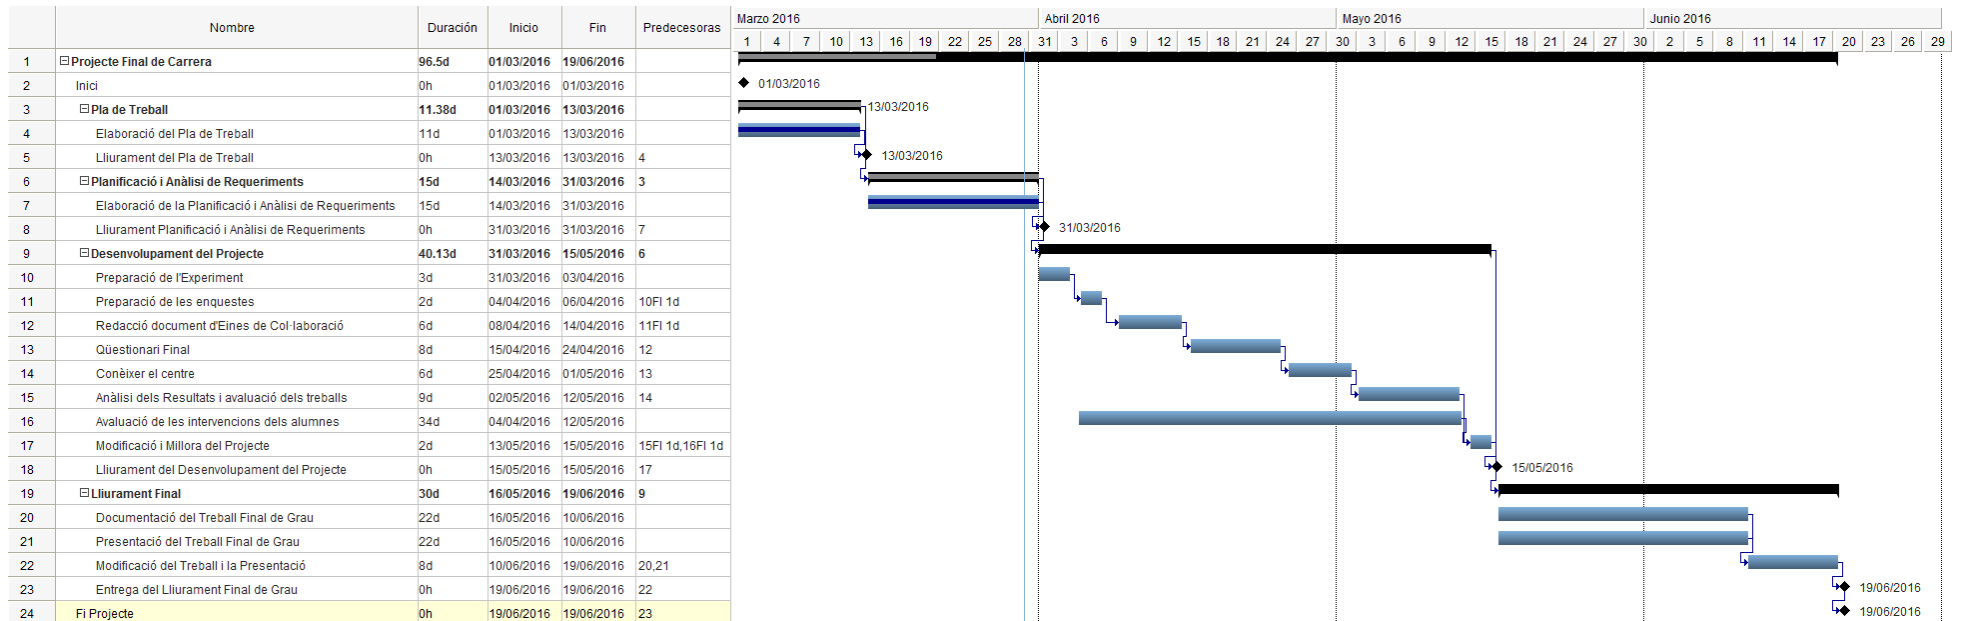 Nombre Duración Inicio Fin Predecesoras
Marzo 2016 Abril 2016 Mayo 2016 Junio 2016
1 4 7 10 13 16 19 22 25 28 31 3 6 9 12 15 18 21 24 27 30 3 6 9 12 15 18 21 24 27 30 2 5 8 11 14 17 20 23 26 29
1 Projecte Final de Carrera 96.5d 01/03/2016 19/06/2016
2 Inici 0h 01/03/2016 01/03/2016 01/03/2016
3 Pla de Treball 11.38d 01/03/2016 13/03/2016 13/03/2016
4 Elaboració del Pla de Treball 11d 01/03/2016 13/03/2016
5 Lliurament del Pla de Treball 0h 13/03/2016 13/03/2016 4 13/03/2016
6 Planificació i Anàlisi de Requeriments 15d 14/03/2016 31/03/2016 3
7 Elaboració de la Planificació i Anàlisi de Requeriments 15d 14/03/2016 31/03/2016
8 Lliurament Planificació i Anàlisi de Requeriments 0h 31/03/2016 31/03/2016 7 31/03/2016
9 Desenvolupament del Projecte 40.13d 31/03/2016 15/05/2016 6
10 Preparació de l'Experiment 3d 31/03/2016 03/04/2016
11 Preparació de les enquestes 2d 04/04/2016 06/04/2016 10FI 1d
12 Redacció document d'Eines de Col·laboració 6d 08/04/2016 14/04/2016 11FI 1d
13 Qüestionari Final 8d 15/04/2016 24/04/2016 12
14 Conèixer el centre 6d 25/04/2016 01/05/2016 13
15 Anàlisi dels Resultats i avaluació dels treballs 9d 02/05/2016 12/05/2016 14
16 Avaluació de les intervencions dels alumnes 34d 04/04/2016 12/05/2016
17 Modificació i Millora del Projecte 2d 13/05/2016 15/05/2016 15FI 1d,16FI 1d
18 Lliurament del Desenvolupament del Projecte 0h 15/05/2016 15/05/2016 17 15/05/2016
19 Lliurament Final 30d 16/05/2016 19/06/2016 9
20 Documentació del Treball Final de Grau 22d 16/05/2016 10/06/2016
21 Presentació del Treball Final de Grau 22d 16/05/2016 10/06/2016
22 Modificació del Treball i la Presentació 8d 10/06/2016 19/06/2016 20,21
23 Entrega del Lliurament Final de Grau 0h 19/06/2016 19/06/2016 22 19/06/2016
24 Fi Projecte 0h 19/06/2016 19/06/2016 23 19/06/2016